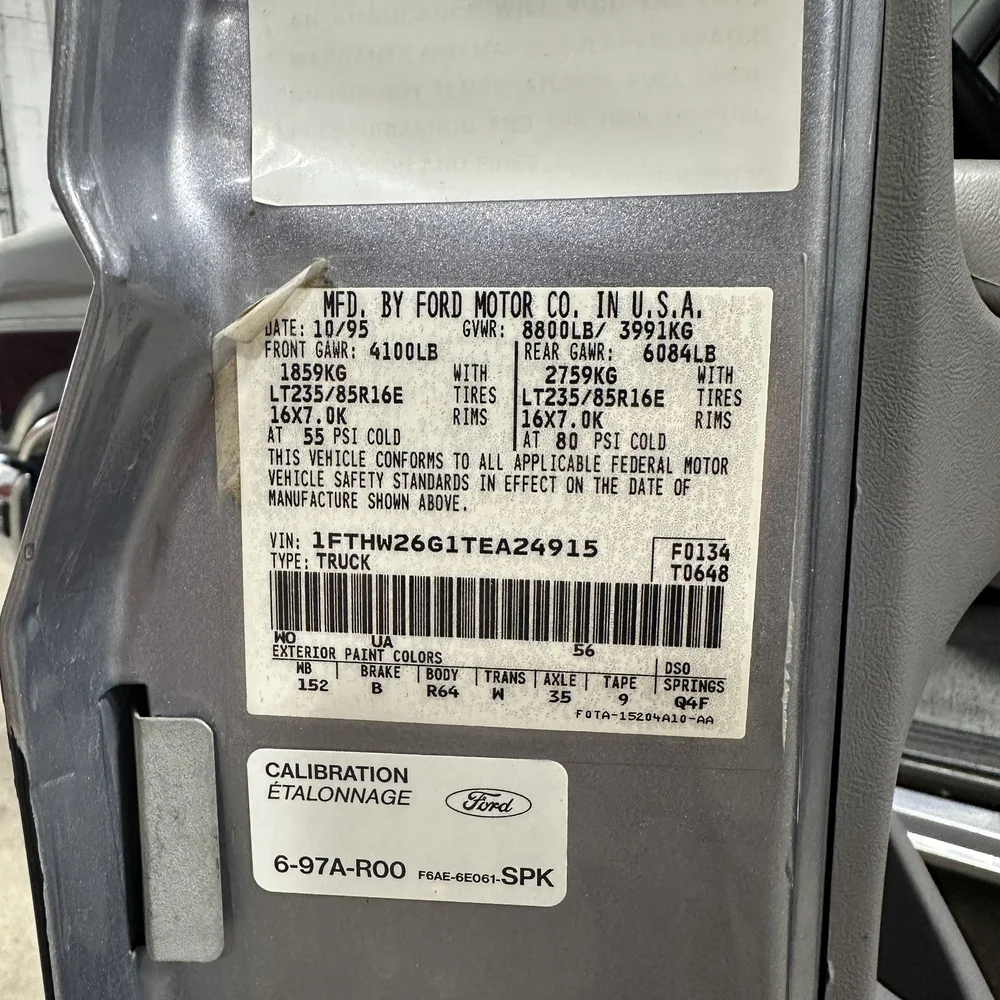 MFD. BY FORD MOTOR CO. IN U.S.A.
DATE: 10/95 GVWR: 8800LB/ 3991KG
FRONT GAWR: 4100LB REAR GAWR: 6084LB
1859KG WITH 2759KG WITH
LT235/85R16E TIRES LT235/85R16E TIRES
16X7.0K RIMS 16X7.0K RIMS
AT 55 PSI COLD AT 80 PSI COLD
THIS VEHICLE CONFORMS TO ALL APPLICABLE FEDERAL MOTOR
VEHICLE SAFETY STANDARDS IN EFFECT ON THE DATE OF
MANUFACTURE SHOWN ABOVE.
VIN: 1FTHW26G1TEA24915 F0134
TYPE: TRUCK T0648
WO UA 56
EXTERIOR PAINT COLORS DSO
WB BRAKE BODY TRANS AXLE TAPE SPRINGS
152 B R64 W 35 9 Q4F
F0TA-15204A10-AA
CALIBRATION
ÉTALONNAGE
Ford
6-97A-R00 F6AE-6E061-SPK